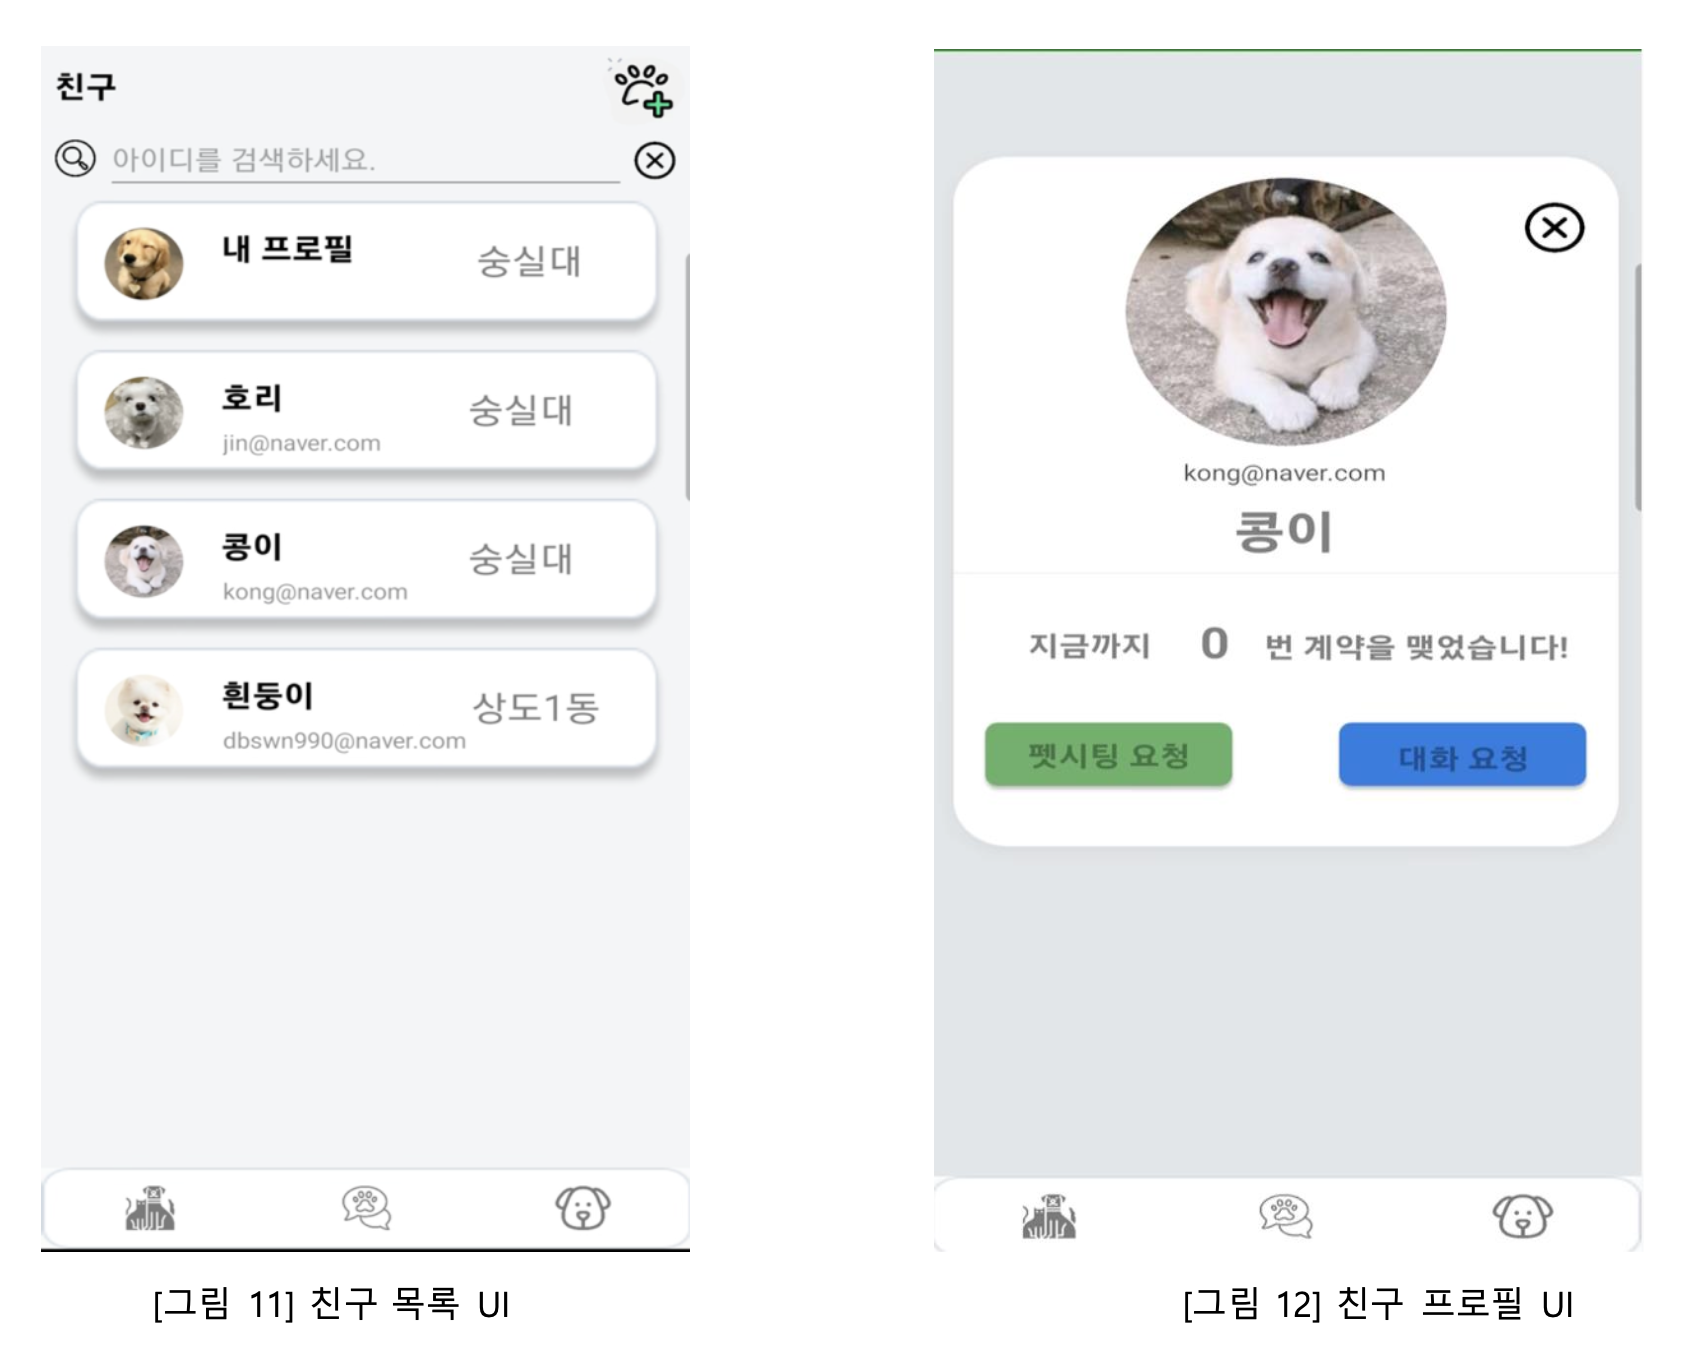 친구
아이디를 검색하세요.
내 프로필 숭실대
호리 숭실대
jin@naver.com
콩이 숭실대
kong@naver.com
흰둥이 상도1동
dbswn990@naver.com
[그림 11] 친구 목록 UI
kong@naver.com
콩이
지금까지 0 번 계약을 맺었습니다!
펫시팅 요청 대화 요청
[그림 12] 친구 프로필 UI